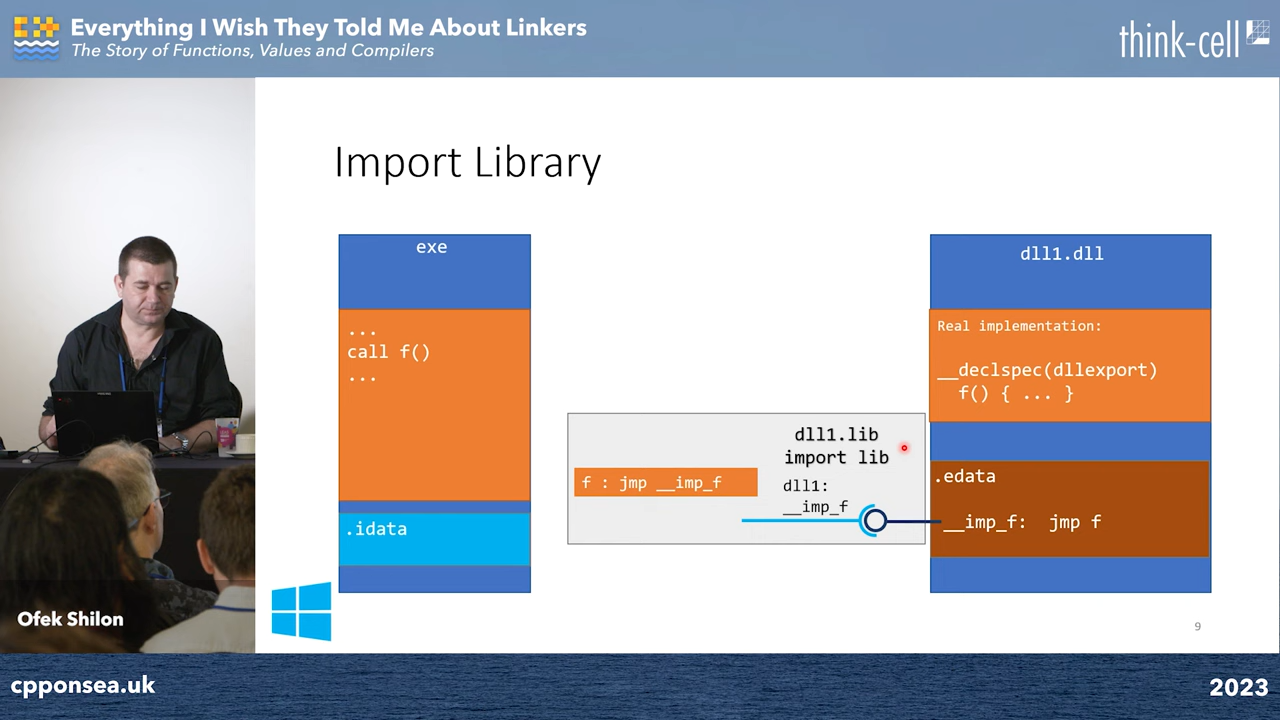 Everything I Wish They Told Me About Linkers
The Story of Functions, Values and Compilers
think-cell
Import Library
exe
...
call f()
...
.idata
dll1.lib
import lib
f : jmp __imp_f
dll1:
__imp_f
dll1.dll
Real implementation:
__declspec(dllexport)
f() { ... }
.edata
__imp_f: jmp f
9
Ofek Shilon
cpponsea.uk
2023